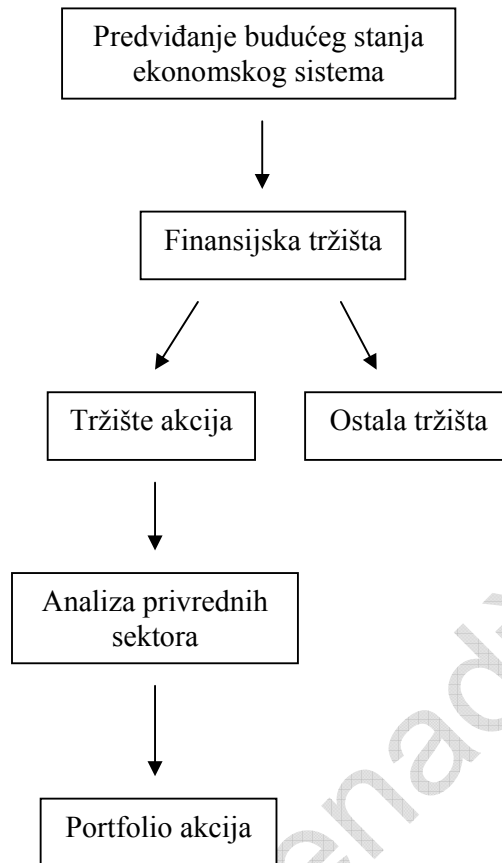 Predviđanje budućeg stanja
ekonomskog sistema
Finansijska tržišta
Tržište akcija
Ostala tržišta
Analiza privrednih
sektora
Portfolio akcija